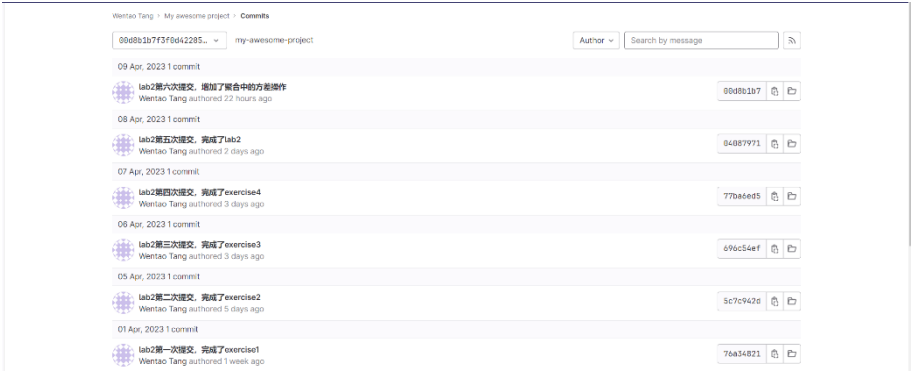 Wentao Tang > My awesome project > Commits
00d8b1b7f3f0d42285... my-awesome-project Author Search by message
09 Apr, 2023 1 commit
lab2第六次提交，增加了聚合中的方差操作
Wentao Tang authored 22 hours ago
00d8b1b7
08 Apr, 2023 1 commit
lab2第五次提交，完成了lab2
Wentao Tang authored 2 days ago
04087971
07 Apr, 2023 1 commit
lab2第四次提交，完成了exercise4
Wentao Tang authored 3 days ago
77ba6ed5
06 Apr, 2023 1 commit
lab2第三次提交，完成了exercise3
Wentao Tang authored 3 days ago
696c54ef
05 Apr, 2023 1 commit
lab2第二次提交，完成了exercise2
Wentao Tang authored 5 days ago
5c7c942d
01 Apr, 2023 1 commit
lab2第一次提交，完成了exercise1
Wentao Tang authored 1 week ago
76a34821